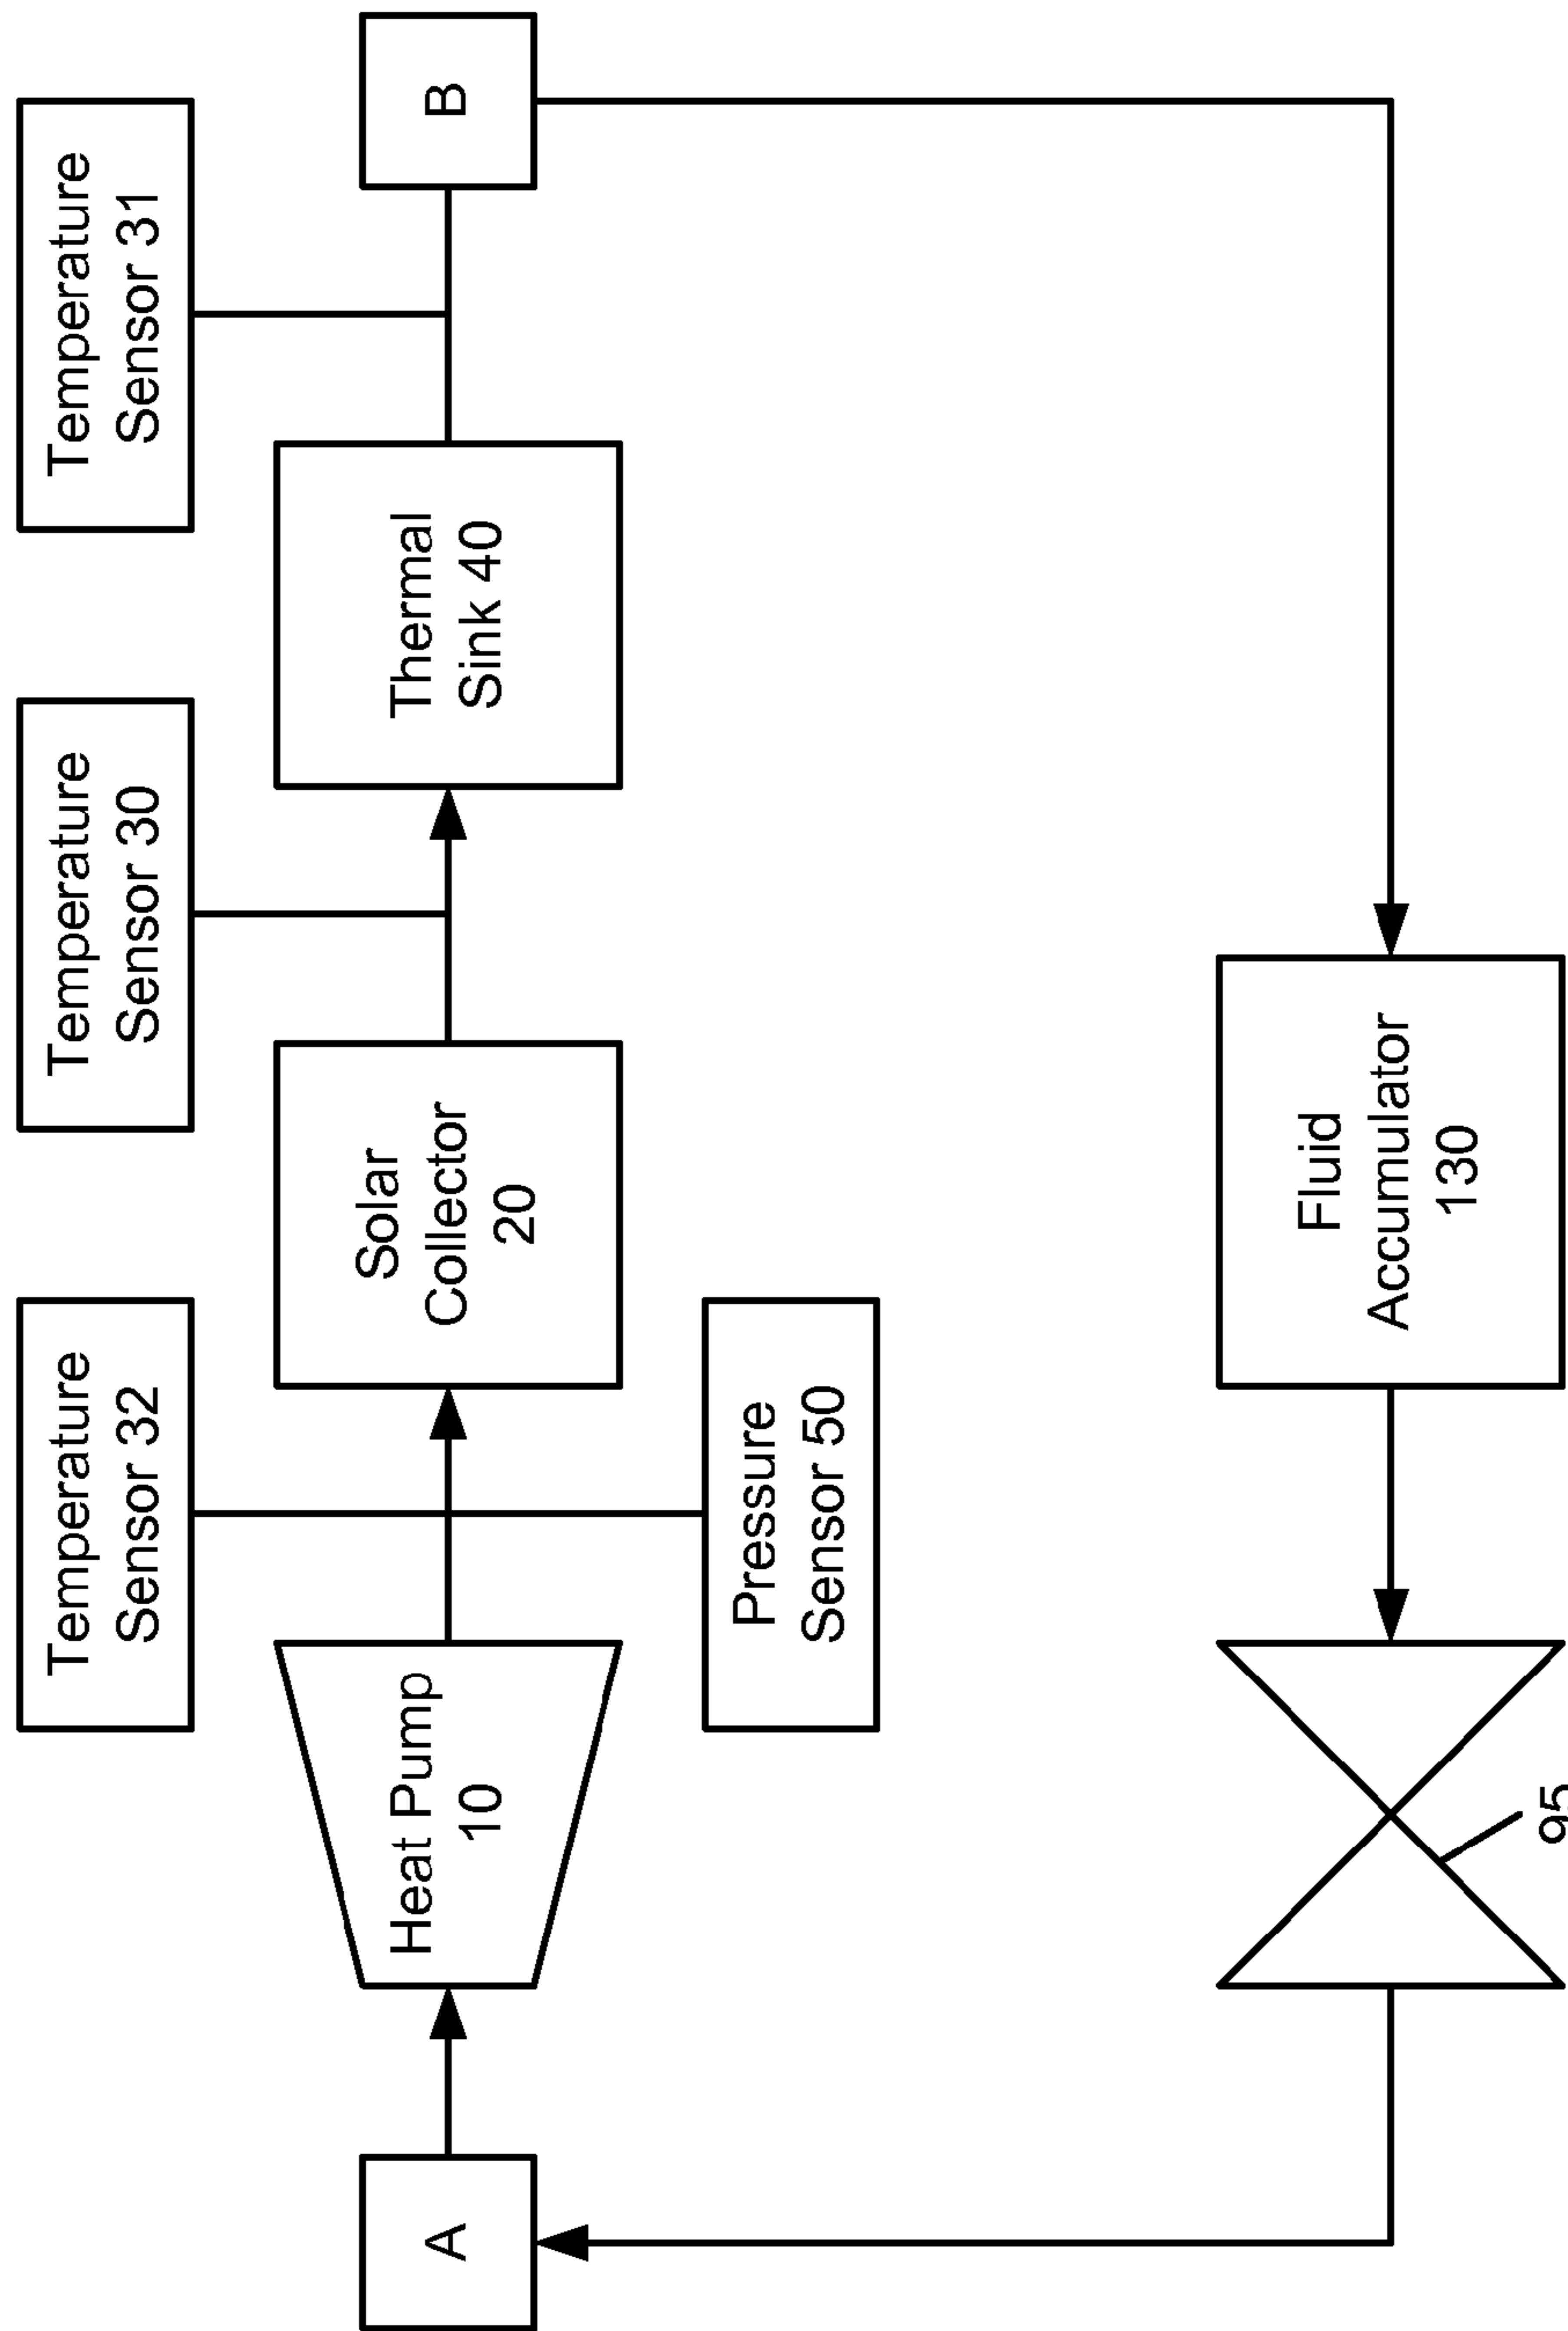 Temperature
Sensor 32
Temperature
Sensor 30
Temperature
Sensor 31
A
Heat Pump
10
Solar
Collector
20
Thermal
Sink 40
B
Pressure
Sensor 50
95
Fluid
Accumulator
130